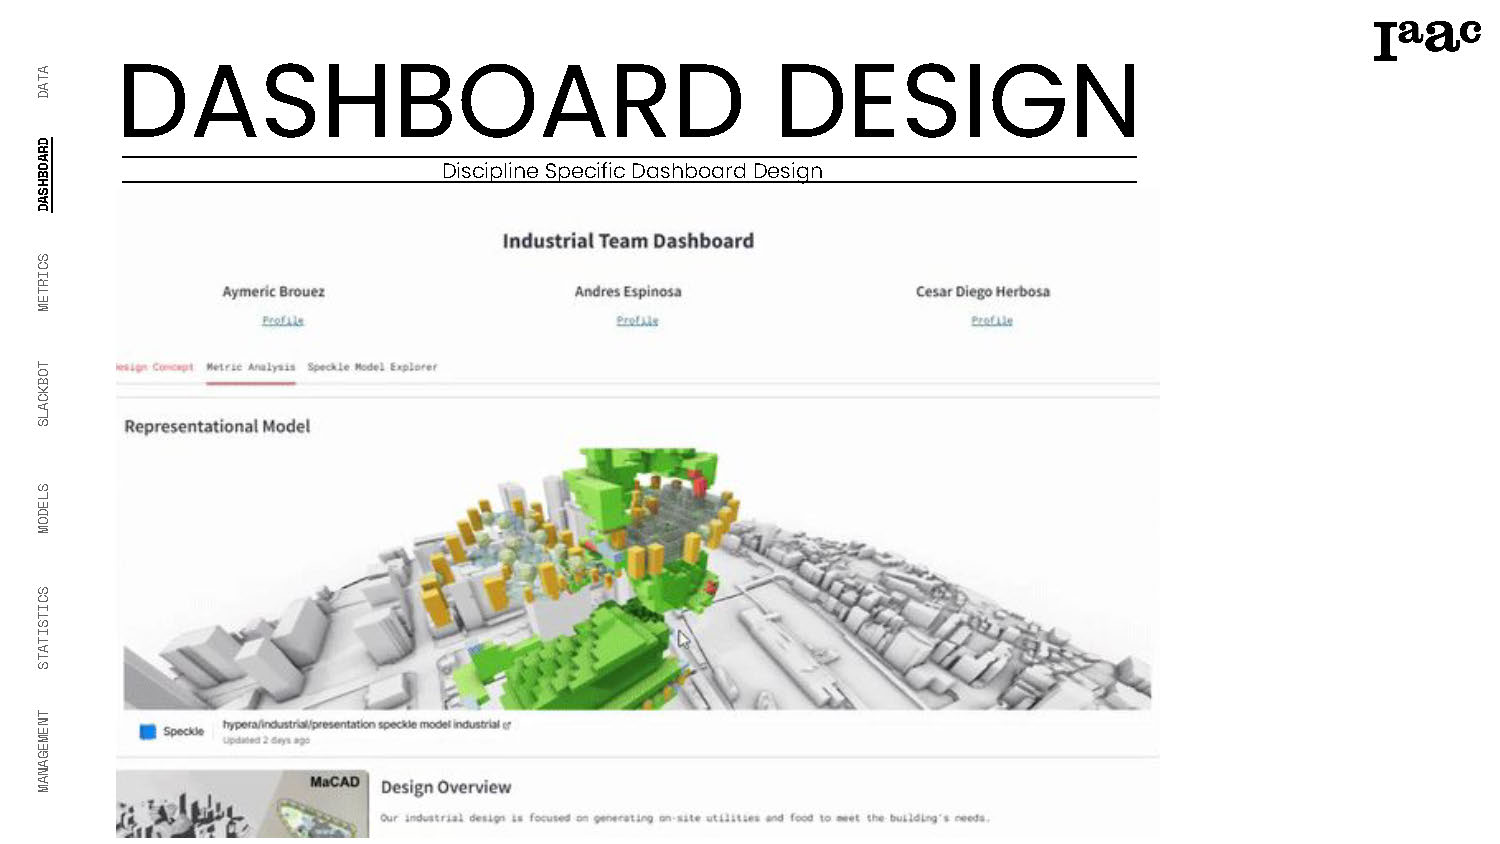 Iaac
DATA
DASHBOARD
METRICS
SLACKBOT
MODELS
STATISTICS
MANAGEMENT
DASHBOARD DESIGN
Discipline Specific Dashboard Design
Industrial Team Dashboard
Aymeric Brouez Andres Espinosa Cesar Diego Herbosa
Profile Profile Profile
esign Concept Metric Analysis Speckle Model Explorer
Representational Model
Speckle hypera/industrial/presentation speckle model industrial
Updated 2 days ago
MaCAD
Design Overview
Our industrial design is focused on generating on-site utilities and food to meet the building's needs.